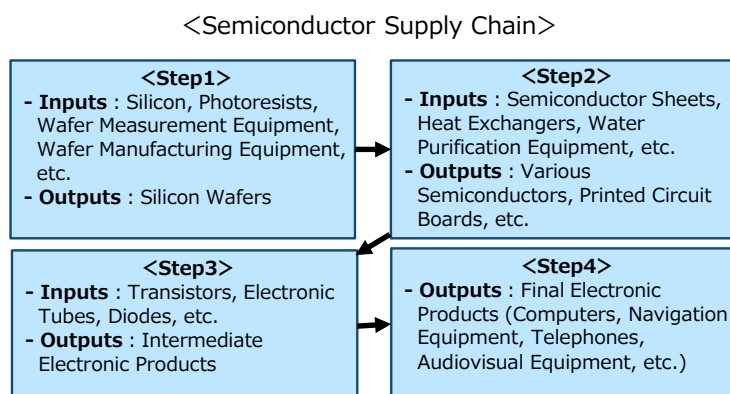 <Semiconductor Supply Chain>
<Step1>
- Inputs : Silicon, Photoresists,
Wafer Measurement Equipment,
Wafer Manufacturing Equipment,
etc.
- Outputs : Silicon Wafers
<Step2>
- Inputs : Semiconductor Sheets,
Heat Exchangers, Water
Purification Equipment, etc.
- Outputs : Various
Semiconductors, Printed Circuit
Boards, etc.
<Step3>
- Inputs : Transistors, Electronic
Tubes, Diodes, etc.
- Outputs : Intermediate
Electronic Products
<Step4>
- Outputs : Final Electronic
Products (Computers, Navigation
Equipment, Telephones,
Audiovisual Equipment, etc.)